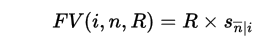 FV(i, n, R) = R × s_{n̅|i}